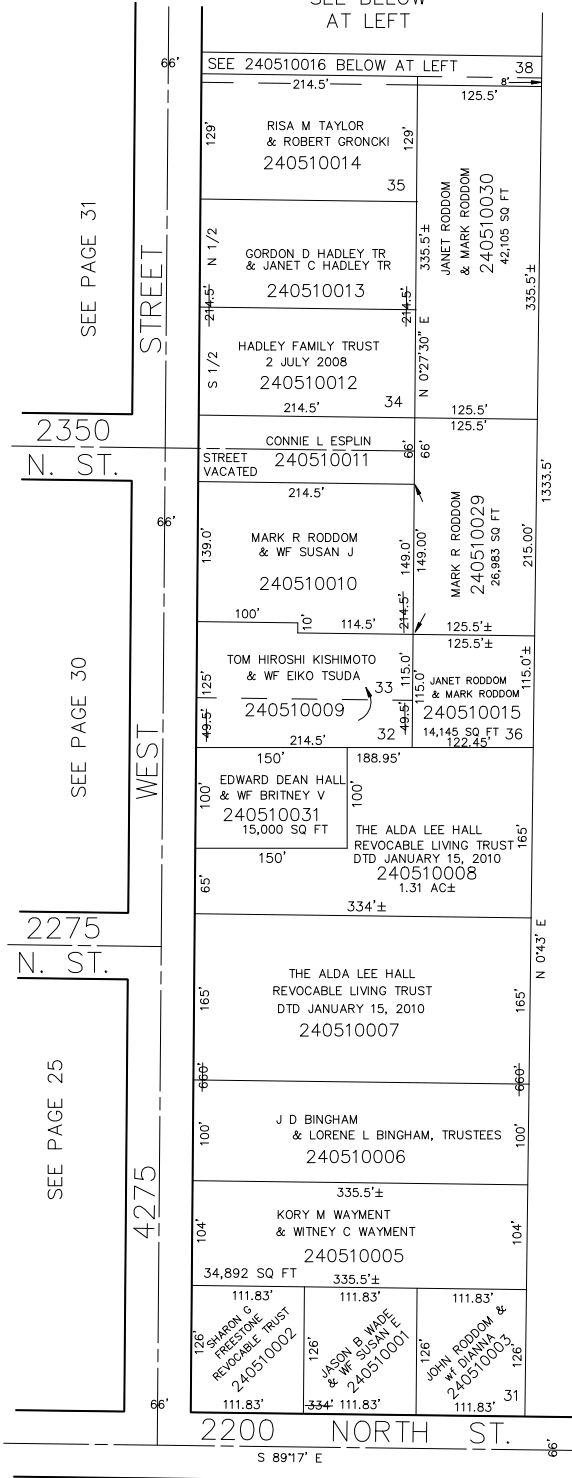 SEE BELOW
AT LEFT
66'
SEE 240510016 BELOW AT LEFT 38
8'
214.5'
125.5'
RISA M TAYLOR
& ROBERT GRONCKI
240510014
129'
129'
35
JANET RODDOM
& MARK RODDOM
240510030
42,105 SQ FT
335.5'±
335.5'±
SEE PAGE 31
STREET
N 1/2
GORDON D HADLEY TR
& JANET C HADLEY TR
240510013
214.5'
214.5'
HADLEY FAMILY TRUST
2 JULY 2008
240510012
S 1/2
N 0°27'30" E
34
214.5'
125.5'
125.5'
2350
N. ST.
CONNIE L ESPLIN
STREET
VACATED
240510011
66'
66'
1333.5'
214.5'
66'
MARK R RODDOM
& WF SUSAN J
240510010
139.0'
149.0'
149.00'
MARK R RODDOM
240510029
26,983 SQ FT
215.00'
214.5'
100'
10'
114.5'
125.5'±
125.5'±
SEE PAGE 30
TOM HIROSHI KISHIMOTO
& WF EIKO TSUDA
33
240510009
125'
115.0'
115.0'
115.0'±
JANET RODDOM
& MARK RODDOM
240510015
14,145 SQ FT 36
49.5'
49.5'
32
214.5'
122.45'
WEST
150'
188.95'
EDWARD DEAN HALL
& WF BRITNEY V
240510031
15,000 SQ FT
100'
100'
150'
THE ALDA LEE HALL
REVOCABLE LIVING TRUST
DTD JANUARY 15, 2010
240510008
1.31 AC±
165'
65'
334'±
2275
N. ST.
N 0°43' E
THE ALDA LEE HALL
REVOCABLE LIVING TRUST
DTD JANUARY 15, 2010
240510007
165'
165'
660'
660'
SEE PAGE 25
J D BINGHAM
& LORENE L BINGHAM, TRUSTEES
240510006
100'
100'
335.5'±
4275
KORY M WAYMENT
& WITNEY C WAYMENT
240510005
104'
104'
34,892 SQ FT
335.5'±
111.83'
111.83'
111.83'
126'
SHARON G
FREESTONE
REVOCABLE TRUST
240510002
126'
JASON B WADE
& WF SUSAN E
240510001
126'
JOHN RODDOM &
wf DIANNA
240510003
126'
31
66'
111.83'
334'
111.83'
111.83'
2200 NORTH ST.
66'
S 89°17' E